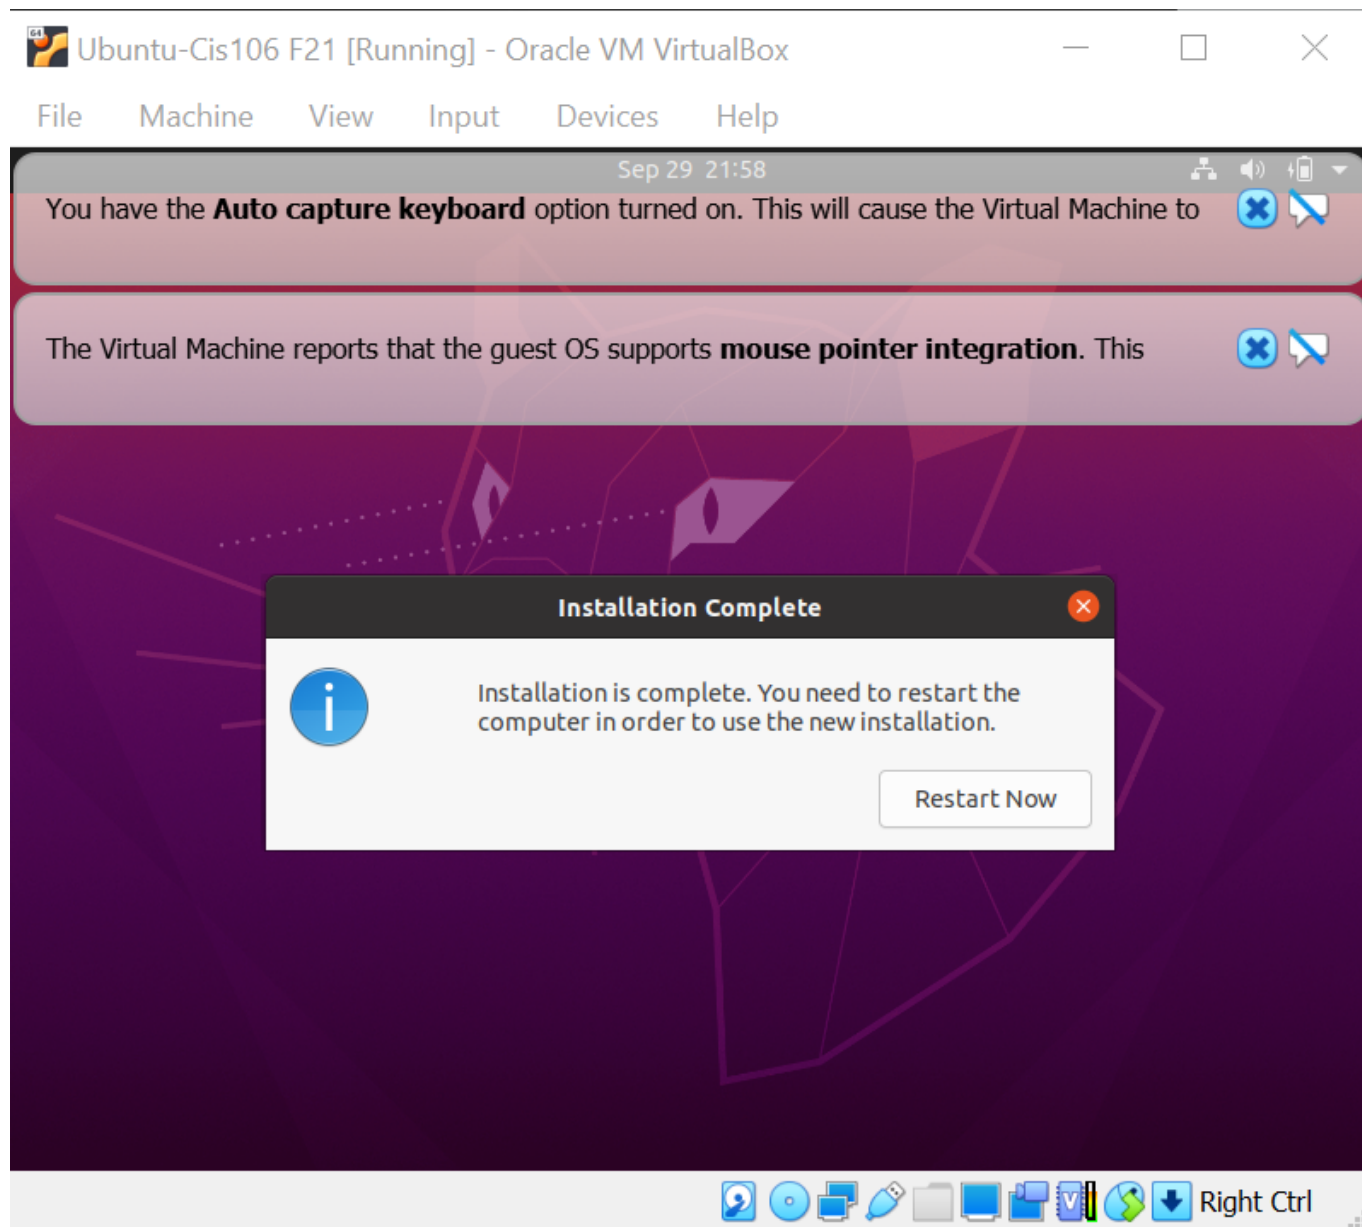 Ubuntu-Cis106 F21 [Running] - Oracle VM VirtualBox
File Machine View Input Devices Help
Sep 29 21:58
You have the Auto capture keyboard option turned on. This will cause the Virtual Machine to
The Virtual Machine reports that the guest OS supports mouse pointer integration. This
Installation Complete
Installation is complete. You need to restart the
computer in order to use the new installation.
Restart Now
Right Ctrl